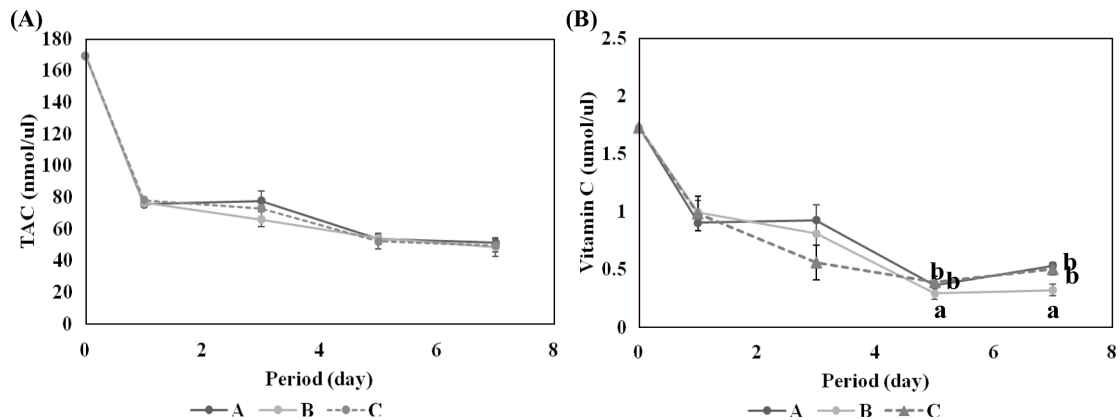 (A)
180
160
140
120
100
80
60
40
20
0
TAC (nmol/ul)
0 2 4 6 8
Period (day)
A B C
(B)
2.5
2
1.5
1
0.5
0
Vitamin C (umol/ul)
b
b
a
b
b
a
0 2 4 6 8
Period (day)
A B C